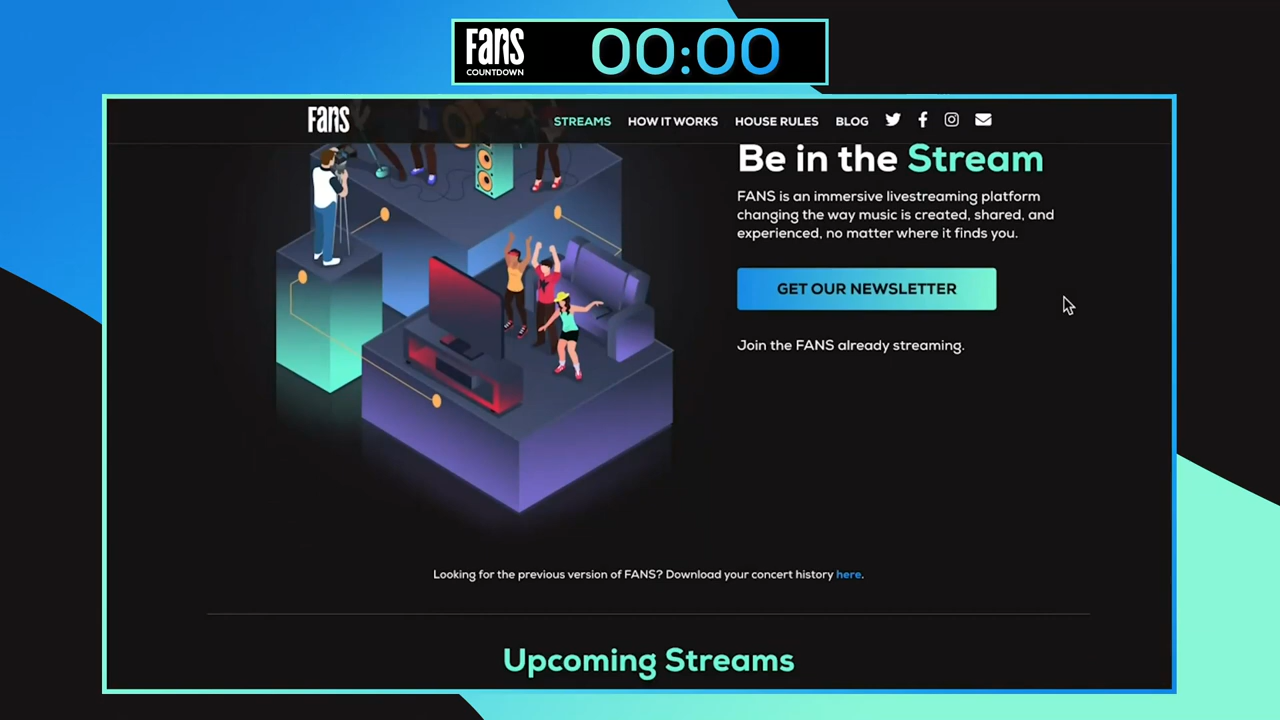 Fans
COUNTDOWN
00:00
Fans
STREAMS HOW IT WORKS HOUSE RULES BLOG
Be in the Stream
FANS is an immersive livestreaming platform
changing the way music is created, shared, and
experienced, no matter where it finds you.
GET OUR NEWSLETTER
Join the FANS already streaming.
Looking for the previous version of FANS? Download your concert history here.
Upcoming Streams